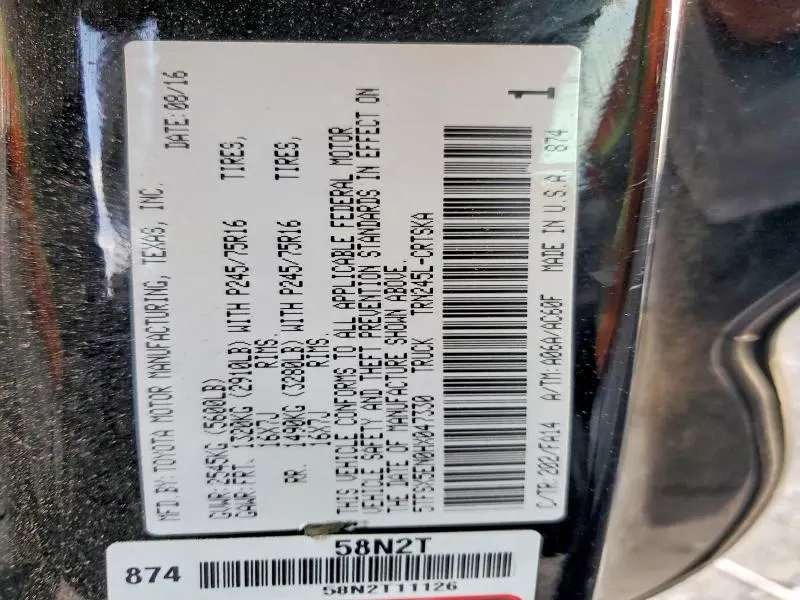 MFD.BY:TOYOTA MOTOR MANUFACTURING, TEXAS, INC. DATE:08/16
GVWR:2545KG (5600LB)
GAWR:FRT. 1320KG (2910LB) WITH P245/75R16 TIRES,
16X7J RIMS.
RR. 1490KG (3280LB) WITH P245/75R16 TIRES,
16X7J RIMS.
THIS VEHICLE CONFORMS TO ALL APPLICABLE FEDERAL MOTOR
VEHICLE SAFETY AND THEFT PREVENTION STANDARDS IN EFFECT ON
THE DATE OF MANUFACTURE SHOWN ABOVE.
TRUCK TRN245L-CRTSKA
1
C/TR:202/FA14 A/TM:A06A/AC60F MADE IN U.S.A. 874
58N2T
874
58N2T11126